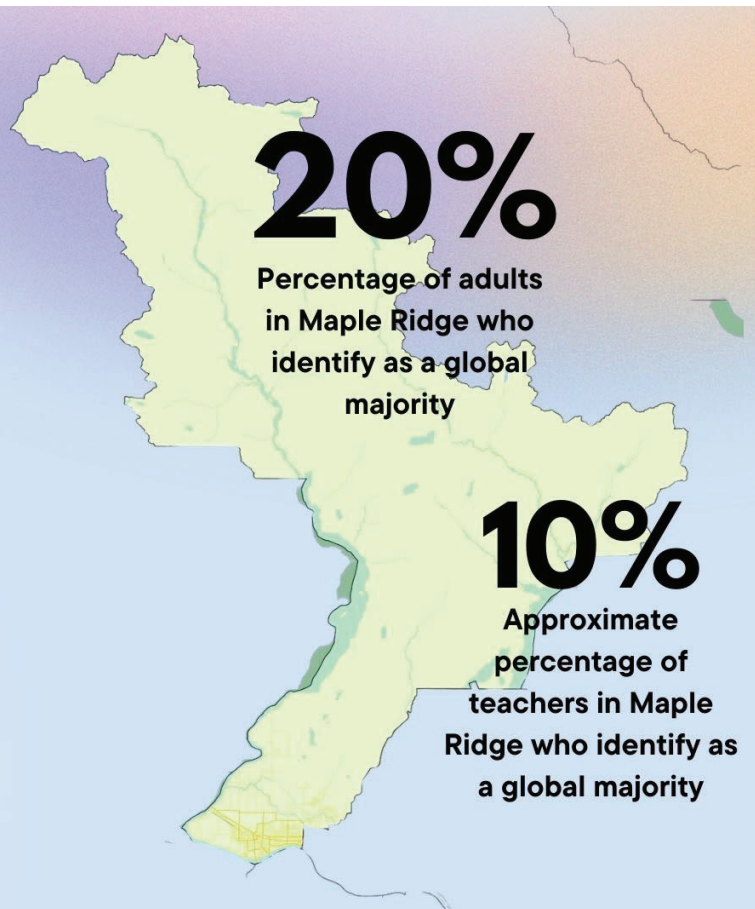 20%
Percentage of adults
in Maple Ridge who
identify as a global
majority
10%
Approximate
percentage of
teachers in Maple
Ridge who identify as
a global majority